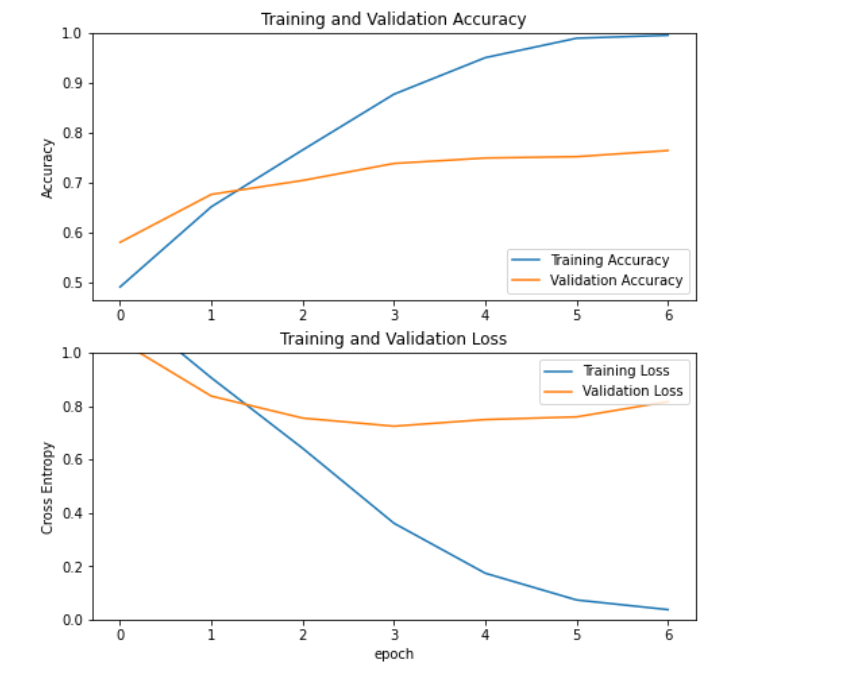 Training and Validation Accuracy
1.0
0.9
0.8
0.7
0.6
0.5
Accuracy
Training Accuracy
Validation Accuracy
0 1 2 3 4 5 6
Training and Validation Loss
1.0
0.8
0.6
0.4
0.2
0.0
Cross Entropy
Training Loss
Validation Loss
0 1 2 3 4 5 6
epoch